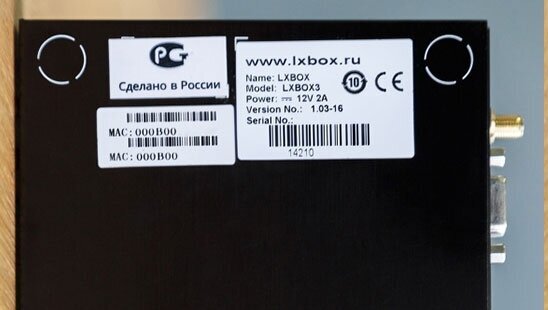 РСТ
Сделано в России
MAC:000B00
MAC:000B00
www.lxbox.ru
Name: LXBOX
Model: LXBOX3
Power: ⎓ 12V 2A
Version No.: 1.03-16
Serial No.:
14210
10
CE